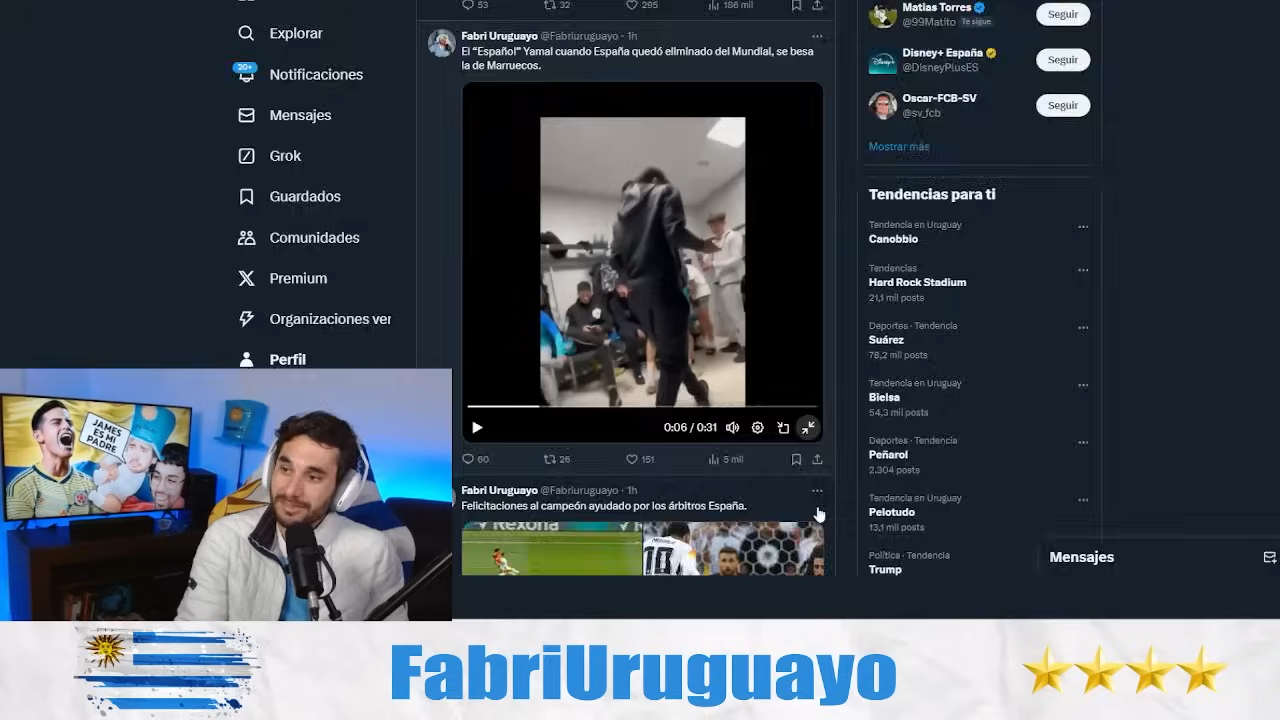 53 32 295 186 mil
Explorar
20+
Notificaciones
Mensajes
Grok
Guardados
Comunidades
Premium
Organizaciones ver
Perfil
Fabri Uruguayo @Fabriuruguayo · 1h
El "Español" Yamal cuando España quedó eliminado del Mundial, se besa
la de Marruecos.
0:06 / 0:31
60 26 151 5 mil
Fabri Uruguayo @Fabriuruguayo · 1h
Felicitaciones al campeón ayudado por los árbitros España.
Rexona
10
Matías Torres
@99Matito Te sigue
Seguir
Disney+ España
@DisneyPlusES
Seguir
Oscar-FCB-SV
@sv_fcb
Seguir
Mostrar más
Tendencias para ti
Tendencia en Uruguay
Canobbio
Tendencias
Hard Rock Stadium
21,1 mil posts
Deportes · Tendencia
Suárez
78,2 mil posts
Tendencia en Uruguay
Bielsa
54,3 mil posts
Deportes · Tendencia
Peñarol
2.304 posts
Tendencia en Uruguay
Pelotudo
13,1 mil posts
Política · Tendencia
Trump
Mensajes
JAMES
ES MI
PADRE
FabriUruguayo